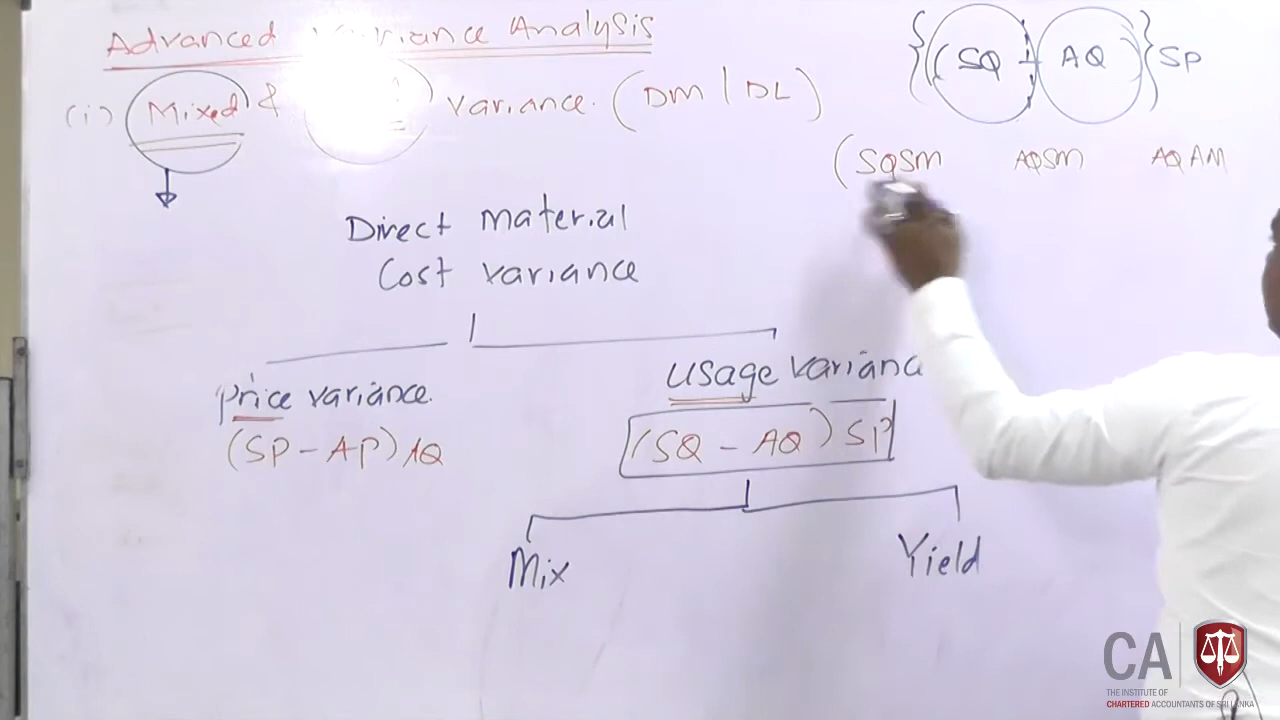 Advanced Variance Analysis
(i) Mixed & variance. (DM / DL)
{(SQ - AQ)} SP
(SQSM AQSM AQAM
Direct material
Cost variance
price variance.
(SP - AP) AQ
usage varianc
(SQ - AQ) SP
Mix
Yield
CA
THE INSTITUTE OF
CHARTERED ACCOUNTANTS OF SRI LANKA